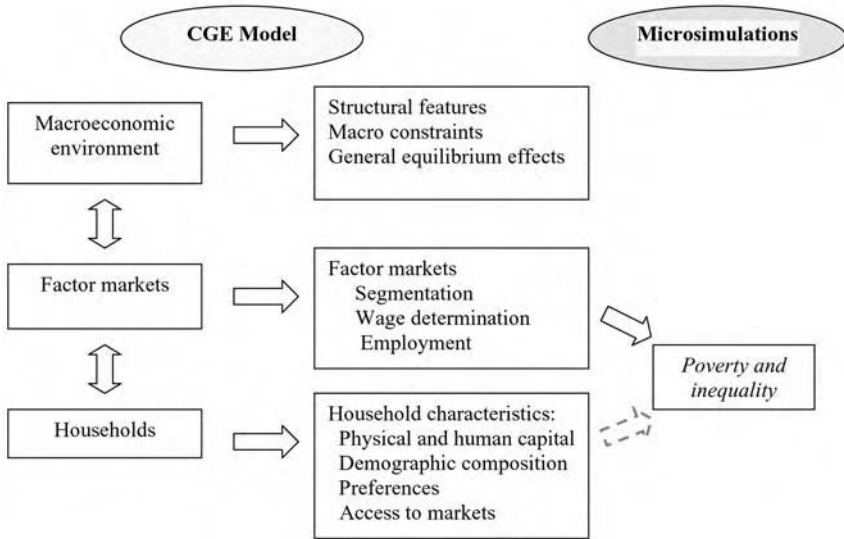 CGE Model
Microsimulations
Macroeconomic
environment
Structural features
Macro constraints
General equilibrium effects
Factor markets
Factor markets
Segmentation
Wage determination
Employment
Poverty and
inequality
Households
Household characteristics:
Physical and human capital
Demographic composition
Preferences
Access to markets